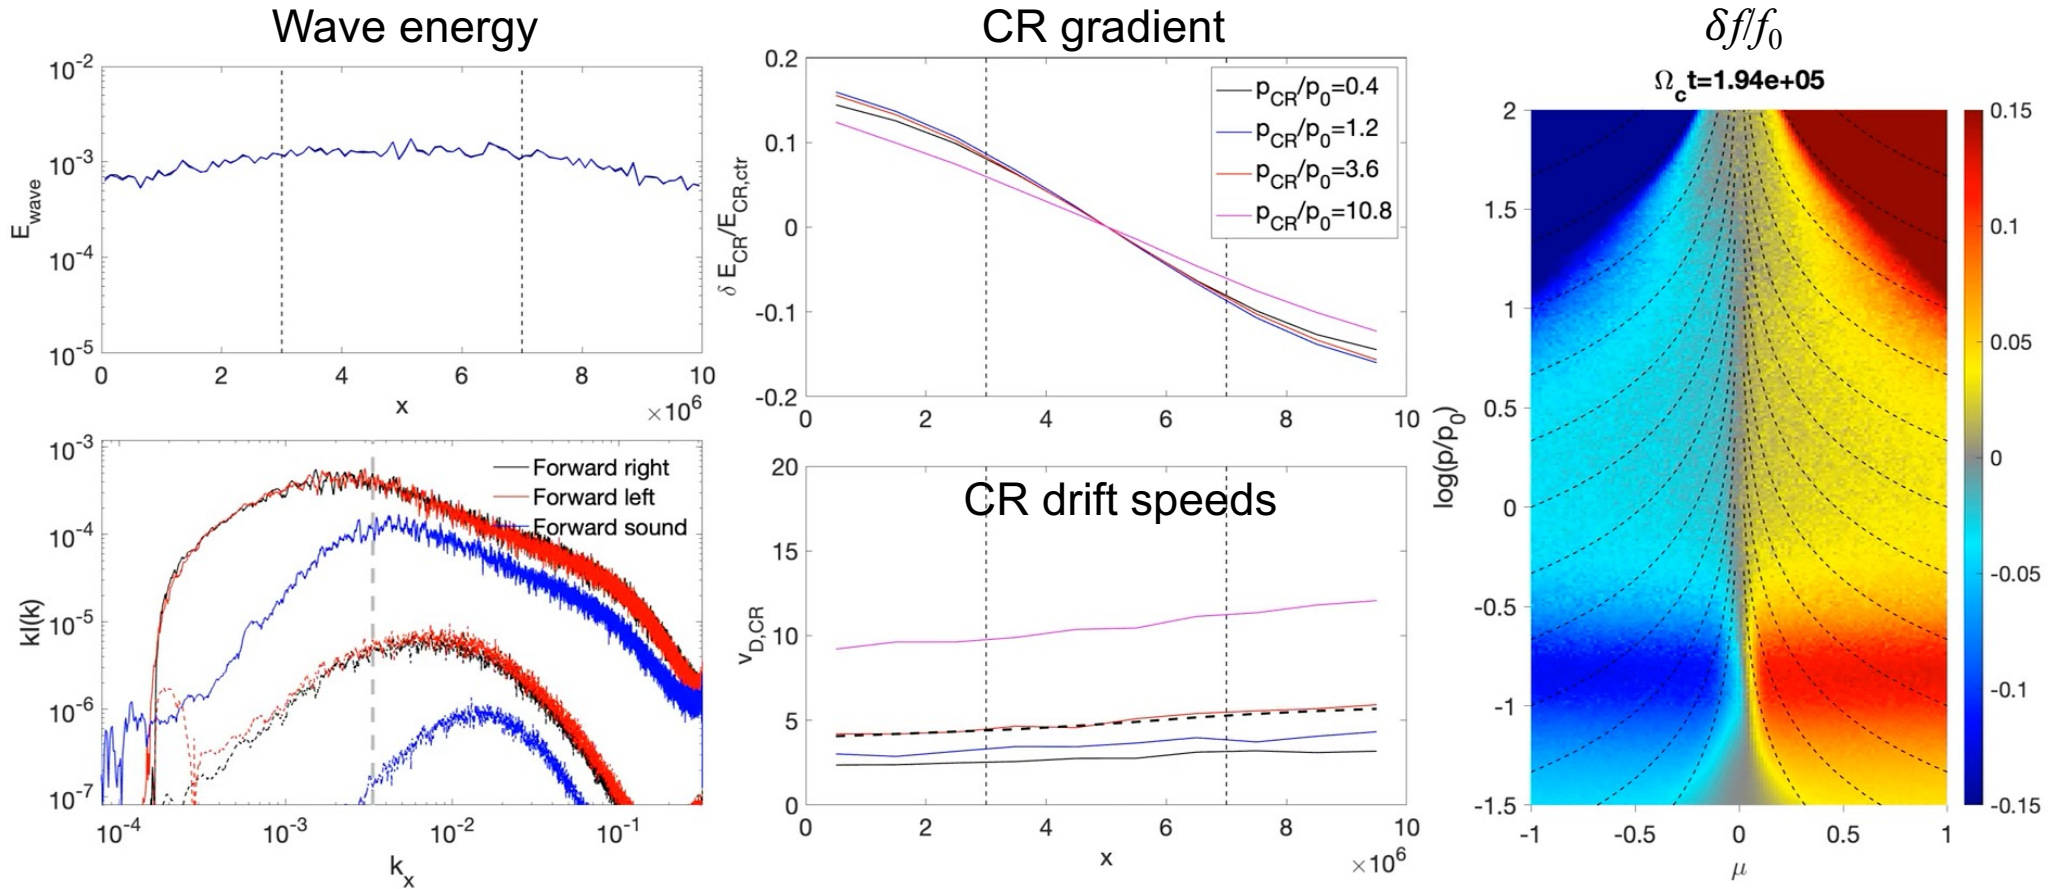 Wave energy
10^-2
10^-3
10^-4
10^-5
E_wave
0 2 4 6 8 10
x
×10^6
10^-3
10^-4
10^-5
10^-6
10^-7
kI(k)
Forward right
Forward left
Forward sound
10^-4 10^-3 10^-2 10^-1
k_x
CR gradient
0.2
0.1
0
-0.1
-0.2
δ E_CR/E_CR,ctr
p_CR/p_0=0.4
p_CR/p_0=1.2
p_CR/p_0=3.6
p_CR/p_0=10.8
0 2 4 6 8 10
CR drift speeds
20
15
10
5
0
v_D,CR
0 2 4 6 8 10
x
×10^6
δf/f_0
Ω_c t=1.94e+05
2
1.5
1
0.5
0
-0.5
-1
-1.5
log(p/p_0)
-1 -0.5 0 0.5 1
μ
0.15
0.1
0.05
0
-0.05
-0.1
-0.15